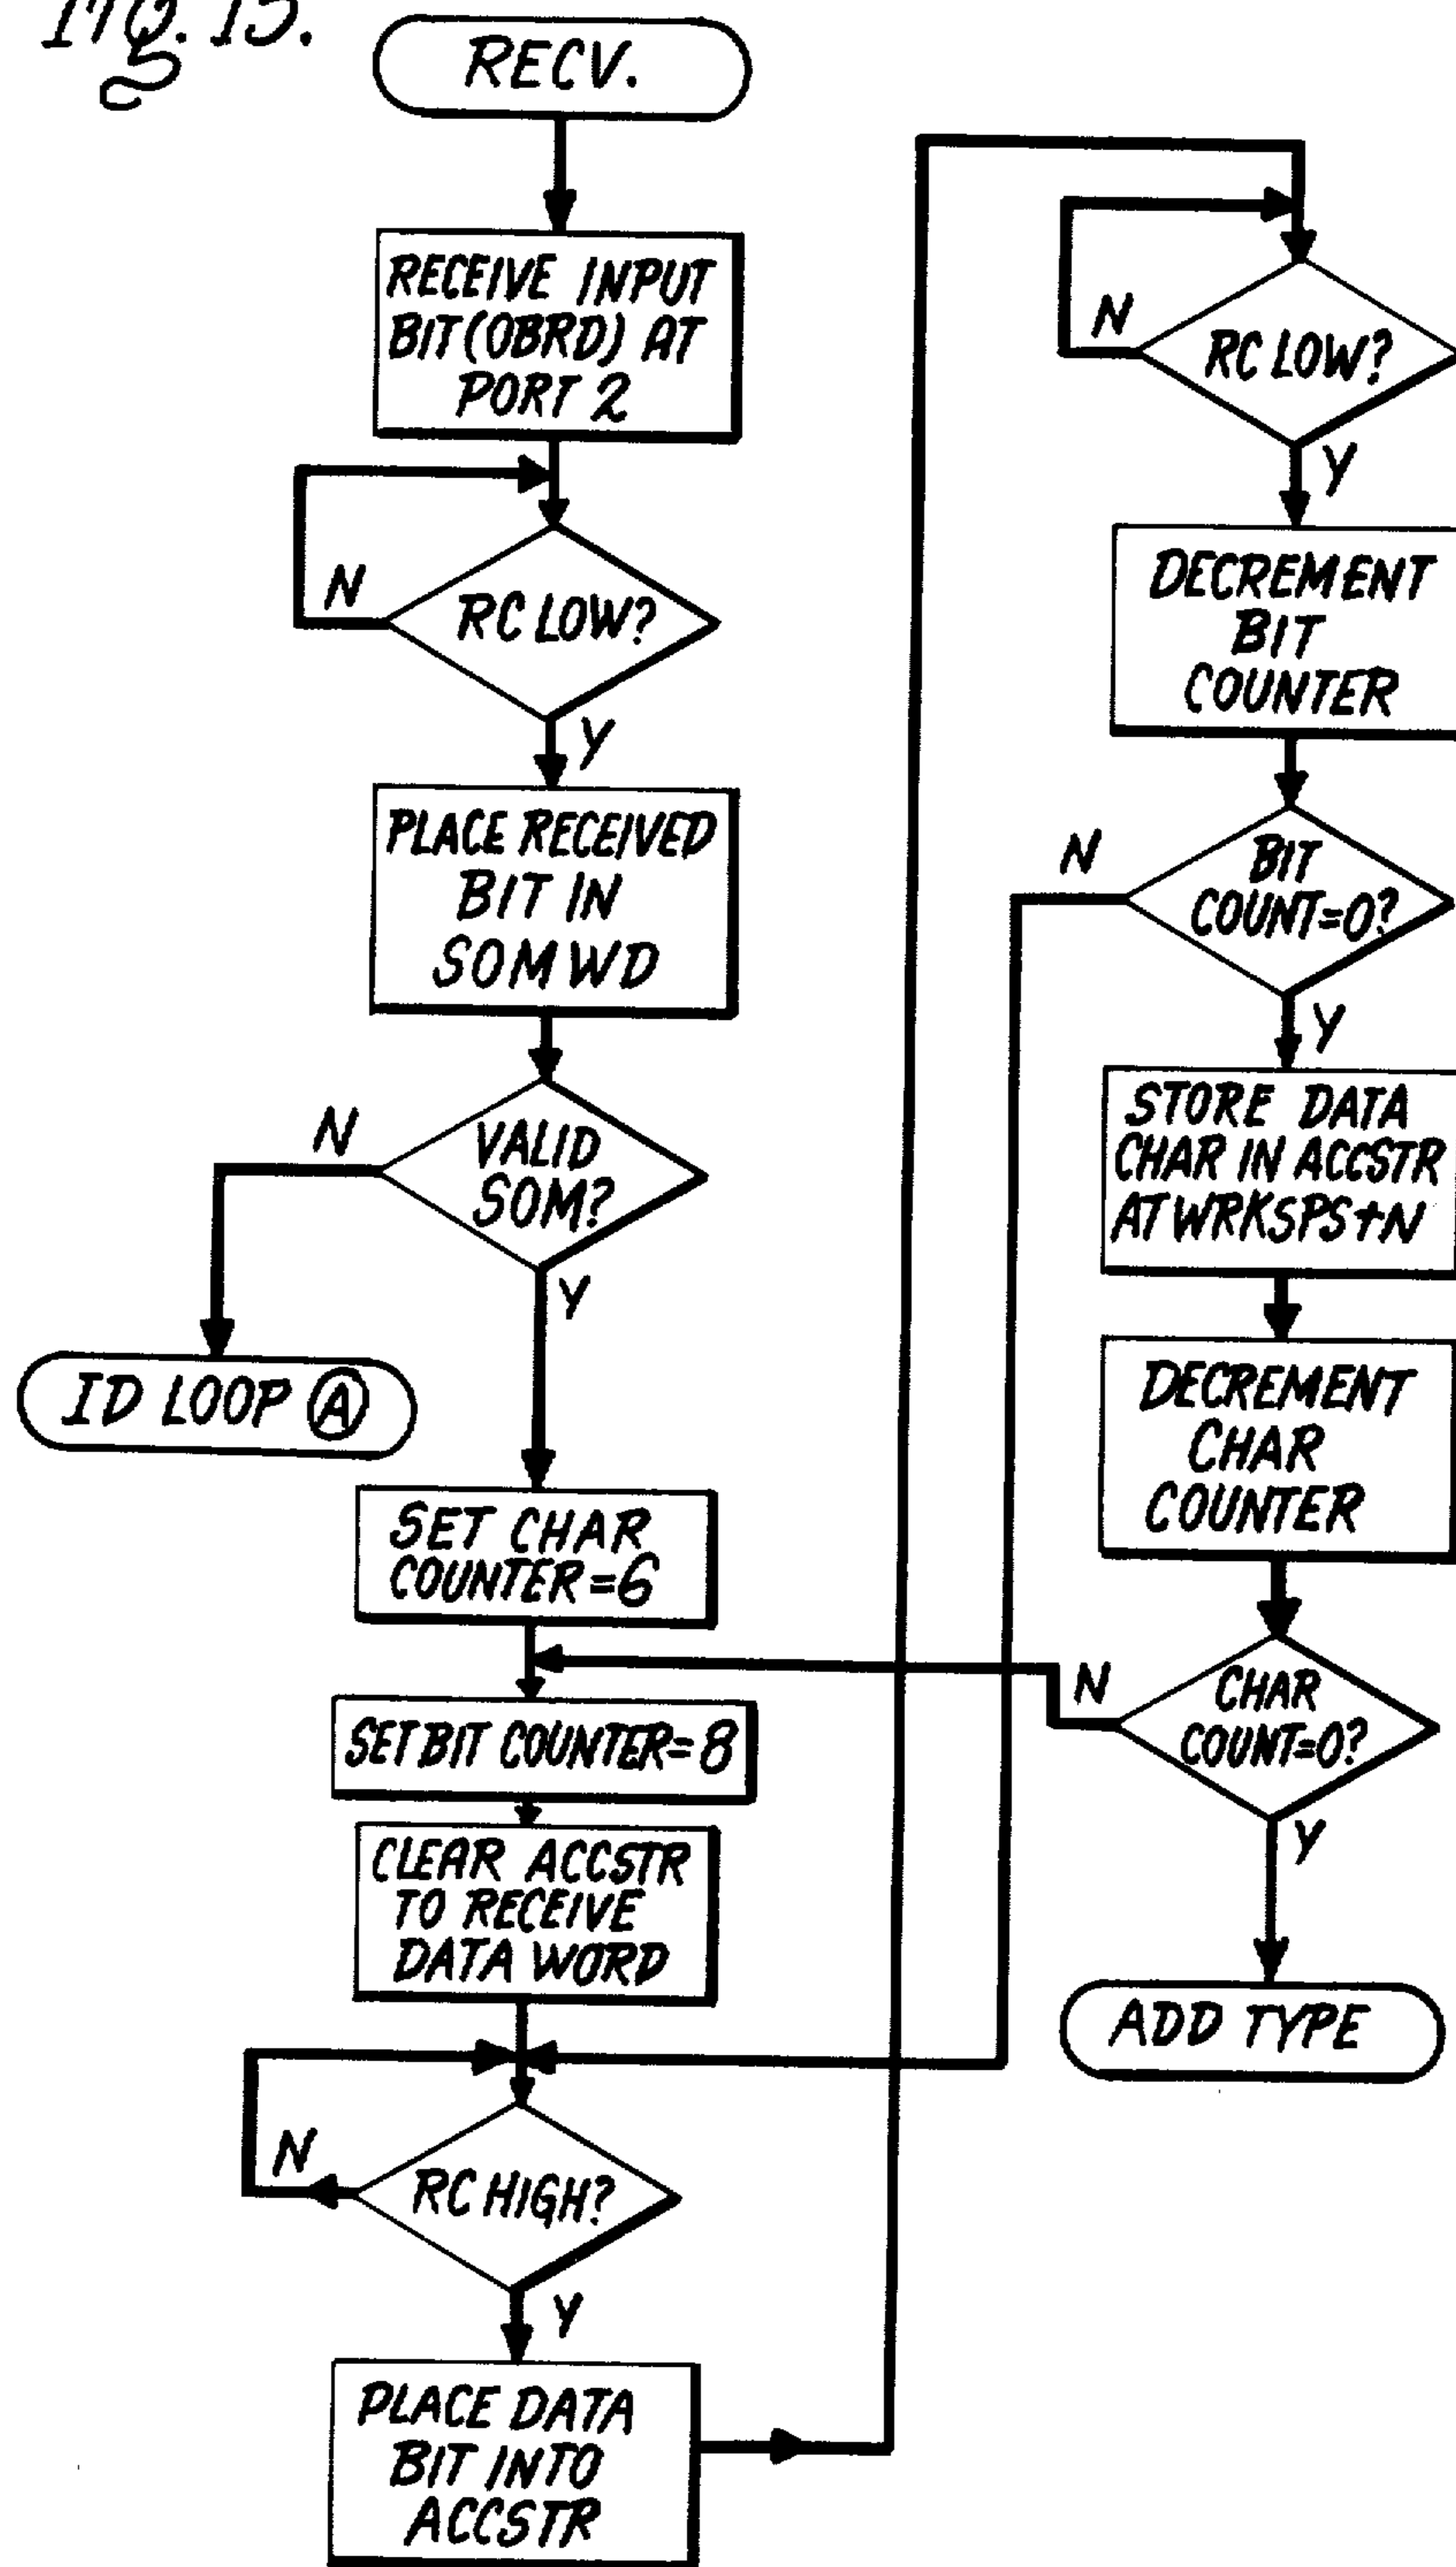 FIG. 15.
RECV.
RECEIVE INPUT
BIT(OBRD) AT
PORT 2
N
RC LOW?
Y
PLACE RECEIVED
BIT IN
SOMWD
N
VALID
SOM?
Y
ID LOOP A
SET CHAR
COUNTER=6
SET BIT COUNTER=8
CLEAR ACCSTR
TO RECEIVE
DATA WORD
N
RC HIGH?
Y
PLACE DATA
BIT INTO
ACCSTR
N
RC LOW?
Y
DECREMENT
BIT
COUNTER
N
BIT
COUNT=0?
Y
STORE DATA
CHAR IN ACCSTR
AT WRKSPS+N
DECREMENT
CHAR
COUNTER
N
CHAR
COUNT=0?
Y
ADD TYPE